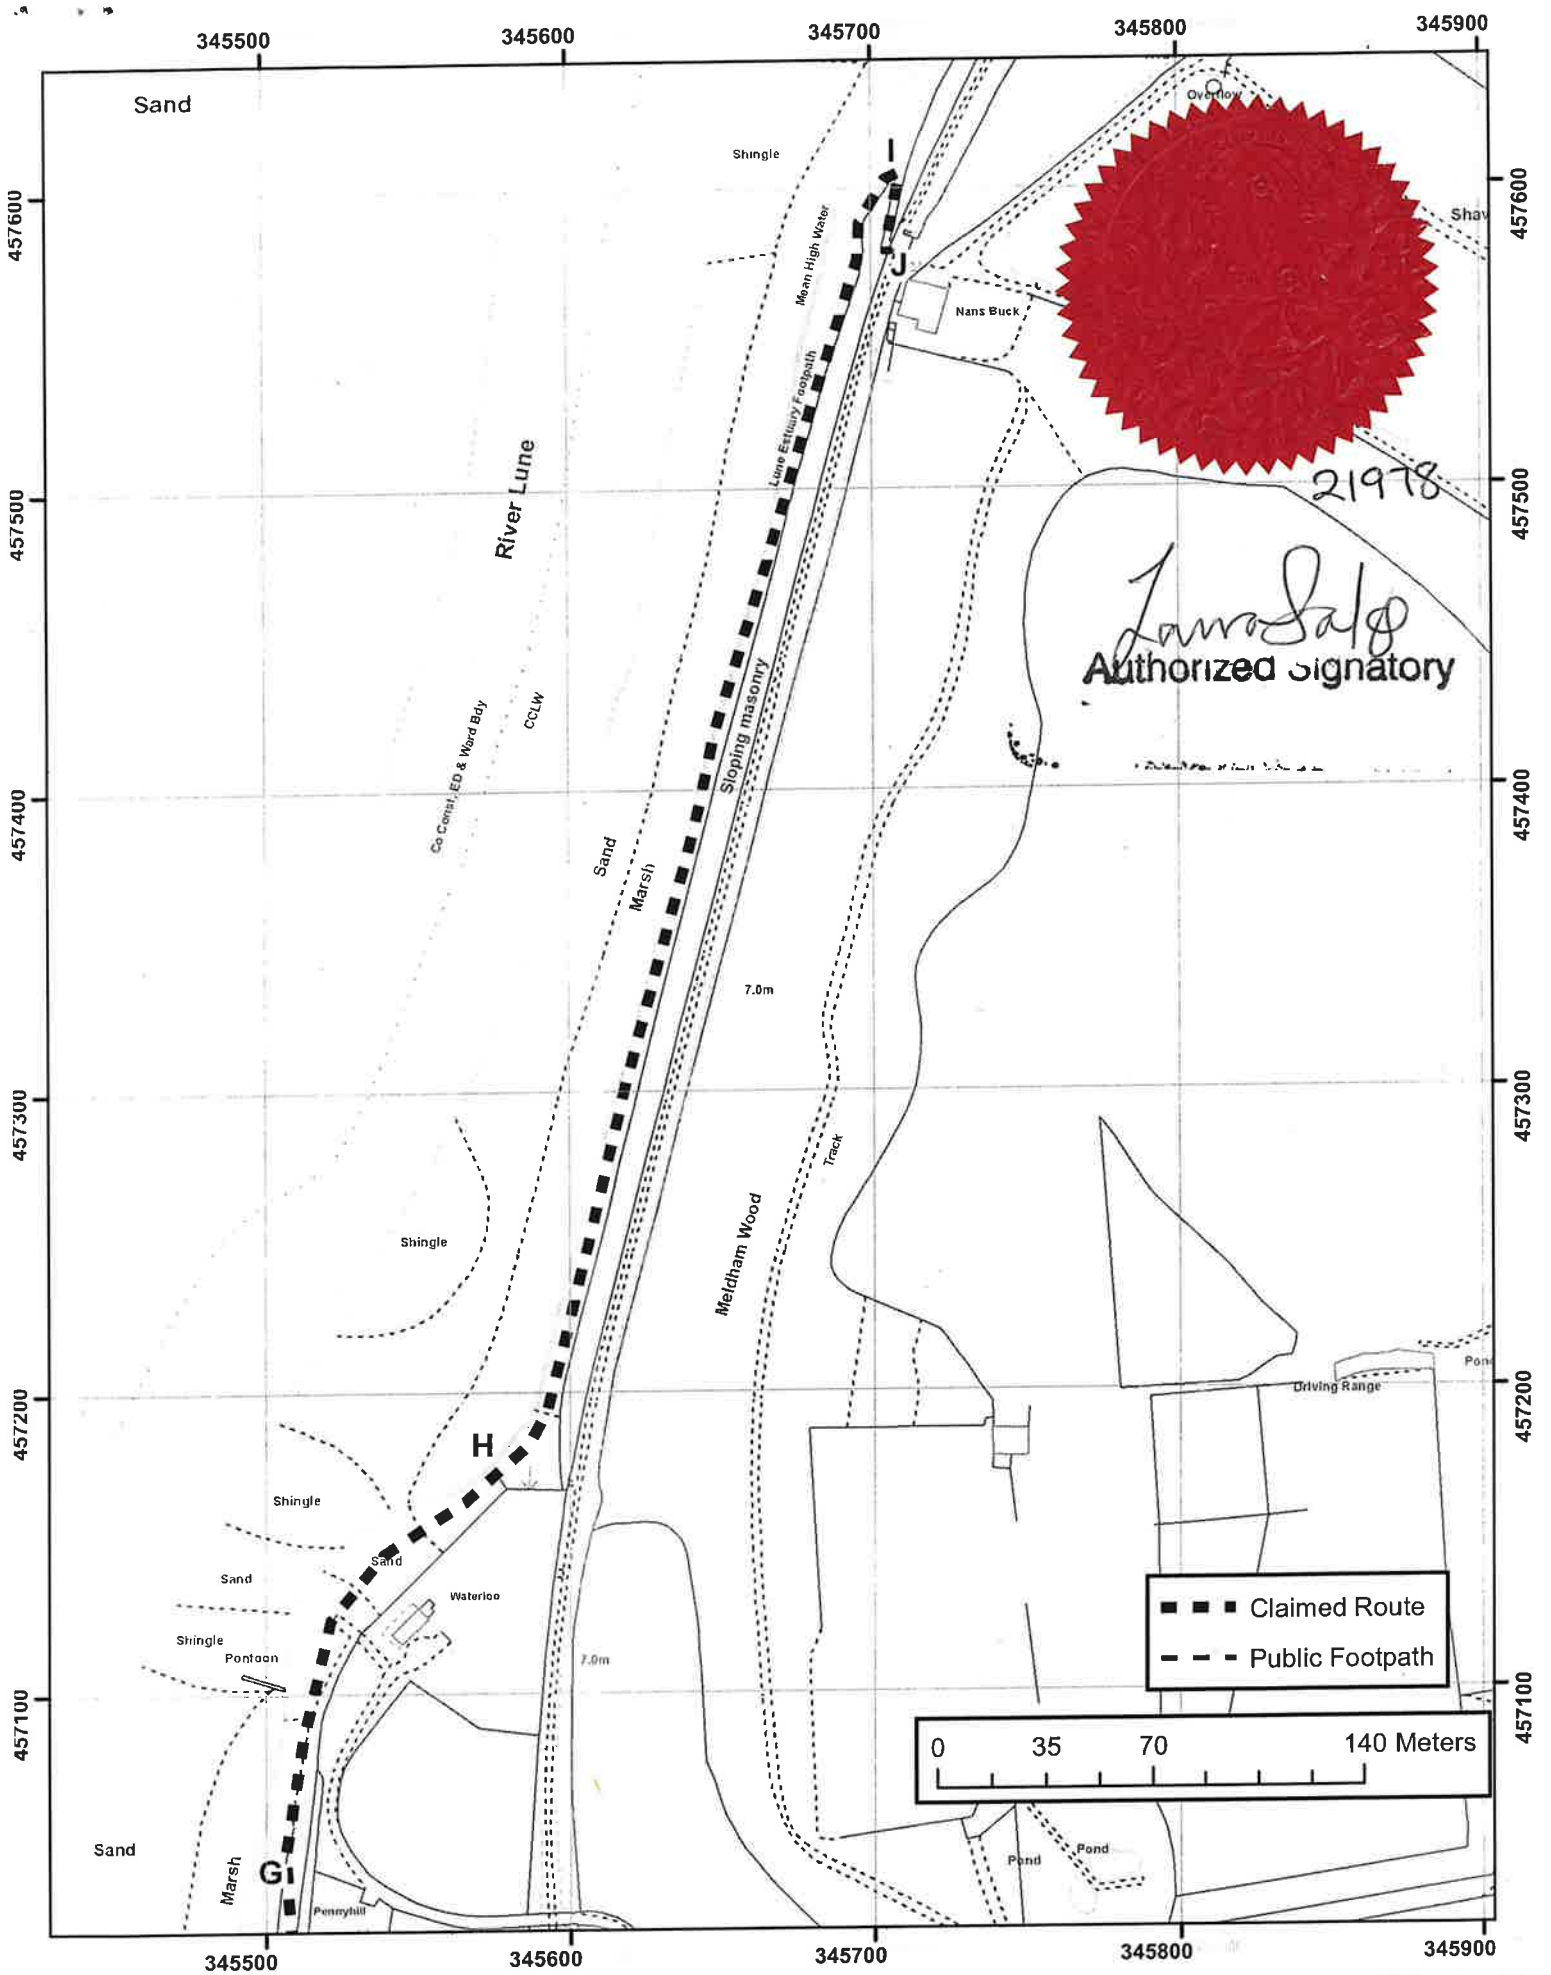 345500
345600
345700
345800
345900
Sand
Overflow
Shingle
I
457600
457600
Shav
Mean High Water
J
Nans Buck
Lune Estuary Footpath
River Lune
457500
457500
21978
Authorized Signatory
Sloping masonry
CCLW
Co Const, ED & Ward Bdy
457400
457400
Sand
Marsh
7.0m
457300
457300
Track
Meldham Wood
Shingle
Pond
Driving Range
457200
457200
H
Shingle
Sand
Sand
Waterloo
Claimed Route
Shingle
Pontoon
7.0m
Public Footpath
457100
457100
0 35 70 140 Meters
Sand
Marsh
G
Pond
Pond
Pennyhill
345500
345600
345700
345800
345900